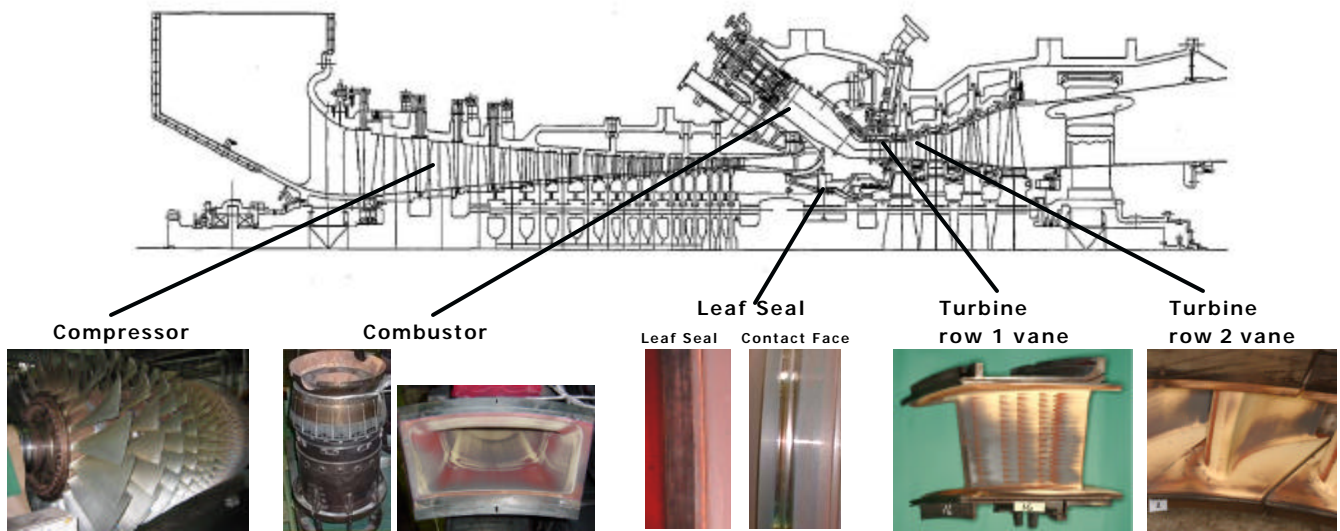 Leaf Seal
Turbine
row 1 vane
Turbine
row 2 vane
Compressor
Combustor
Leaf Seal
Contact Face